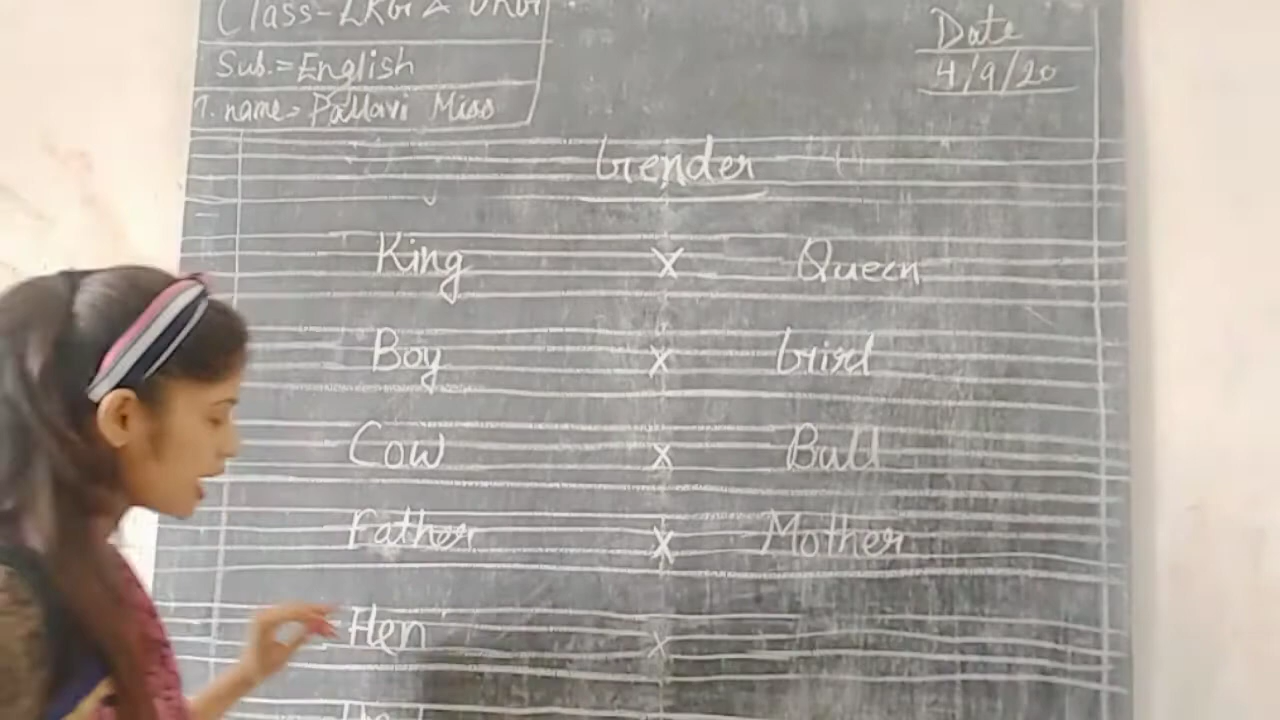 Class-LKG & UKG
Sub.=English
T. name= Pallavi Miss
Date
4/9/20
Gender
King × Queen
Boy × Girl
Cow × Bull
Father × Mother
Hen ×